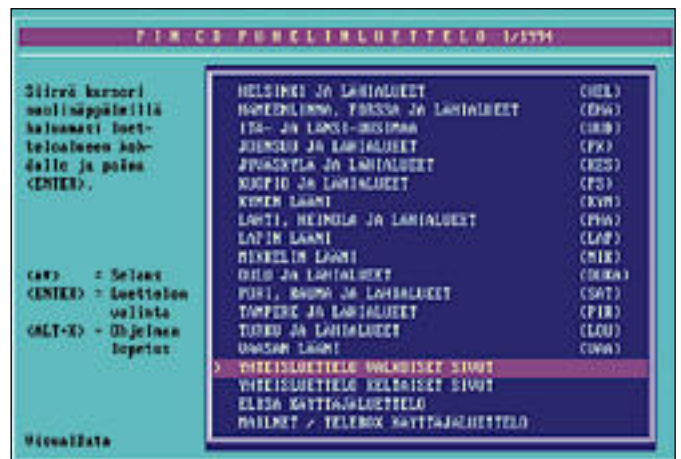 FIN CD PUHELINLUETTELO 1/1994
Siirrä kursori
nuolinäppäimillä
haluamasi luet-
teloalueen koh-
dalle ja paina
<ENTER>.
= Selaus
<ENTER> = Luettelon
valinta
<ALT-X> = Ohjelman
lopetus
VisualData
HELSINKI JA LÄHIALUEET (HEL)
HÄMEENLINNA, FORSSA JA LÄHIALUEET (EHÄ)
ITÄ- JA LÄNSI-UUSIMAA (UUD)
JOENSUU JA LÄHIALUEET (PK)
JYVÄSKYLÄ JA LÄHIALUEET (KES)
KUOPIO JA LÄHIALUEET (PS)
KYMEN LÄÄNI (KYM)
LAHTI, HEINOLA JA LÄHIALUEET (PHÄ)
LAPIN LÄÄNI (LAP)
MIKKELIN LÄÄNI (MIK)
OULU JA LÄHIALUEET (OUKA)
PORI, RAUMA JA LÄHIALUEET (SAT)
TAMPERE JA LÄHIALUEET (PIR)
TURKU JA LÄHIALUEET (LOU)
VAASAN LÄÄNI (VAA)
> YHTEISLUETTELO VALKOISET SIVUT
YHTEISLUETTELO KELTAISET SIVUT
ELISA KÄYTTÄJÄLUETTELO
MAILNET / TELEBOX KÄYTTÄJÄLUETTELO